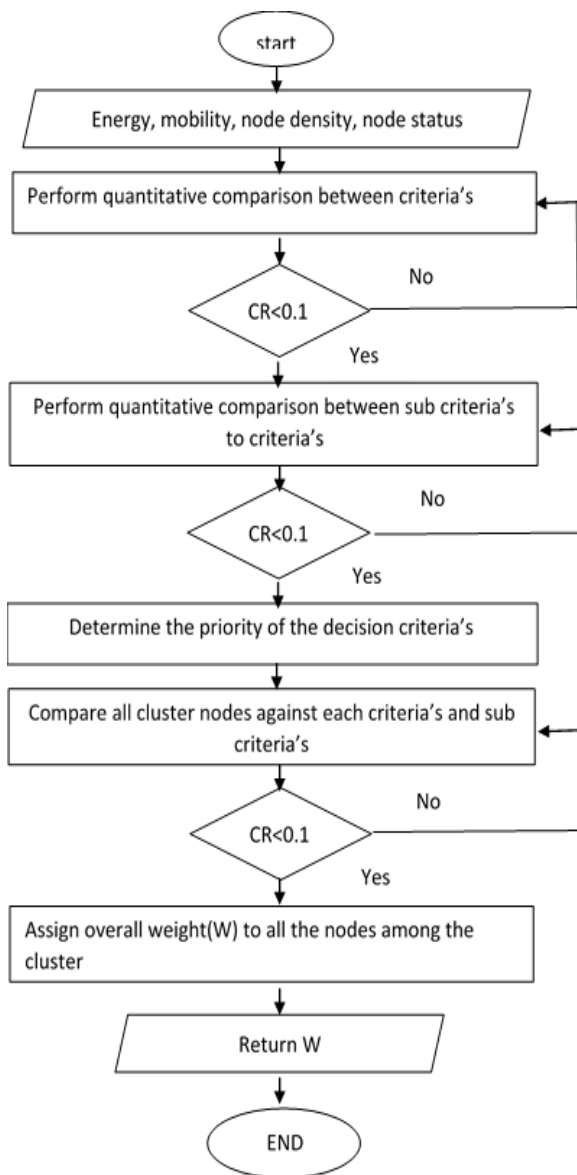 start
Energy, mobility, node density, node status
Perform quantitative comparison between criteria's
No
CR<0.1
Yes
Perform quantitative comparison between sub criteria's
to criteria's
No
CR<0.1
Yes
Determine the priority of the decision criteria's
Compare all cluster nodes against each criteria's and sub
criteria's
No
CR<0.1
Yes
Assign overall weight(W) to all the nodes among the
cluster
Return W
END